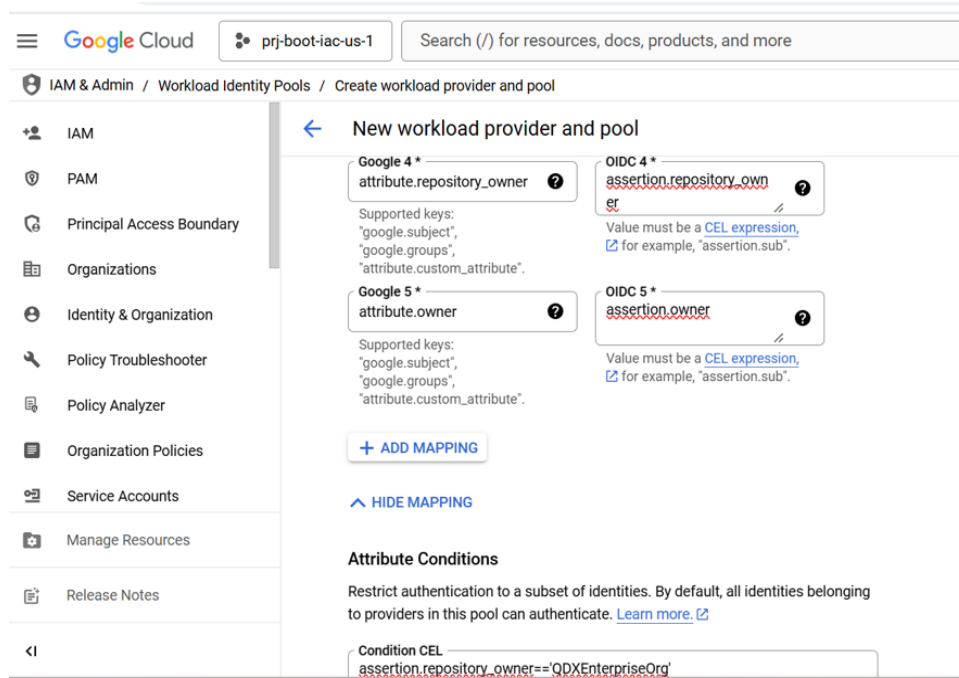 Google Cloud
prj-boot-iac-us-1
Search (/) for resources, docs, products, and more
IAM & Admin / Workload Identity Pools / Create workload provider and pool
IAM
PAM
Principal Access Boundary
Organizations
Identity & Organization
Policy Troubleshooter
Policy Analyzer
Organization Policies
Service Accounts
Manage Resources
Release Notes
New workload provider and pool
Google 4 *
attribute.repository_owner
Supported keys:
"google.subject",
"google.groups",
"attribute.custom_attribute".
OIDC 4 *
assertion.repository_own
er
Value must be a CEL expression,
for example, "assertion.sub".
Google 5 *
attribute.owner
Supported keys:
"google.subject",
"google.groups",
"attribute.custom_attribute".
OIDC 5 *
assertion.owner
Value must be a CEL expression,
for example, "assertion.sub".
+ ADD MAPPING
HIDE MAPPING
Attribute Conditions
Restrict authentication to a subset of identities. By default, all identities belonging
to providers in this pool can authenticate. Learn more.
Condition CEL
assertion.repository_owner=='QDXEnterpriseOrg'